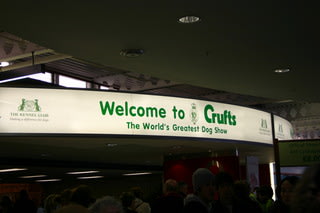 Welcome to Crufts
The World's Greatest Dog Show
THE KENNEL CLUB